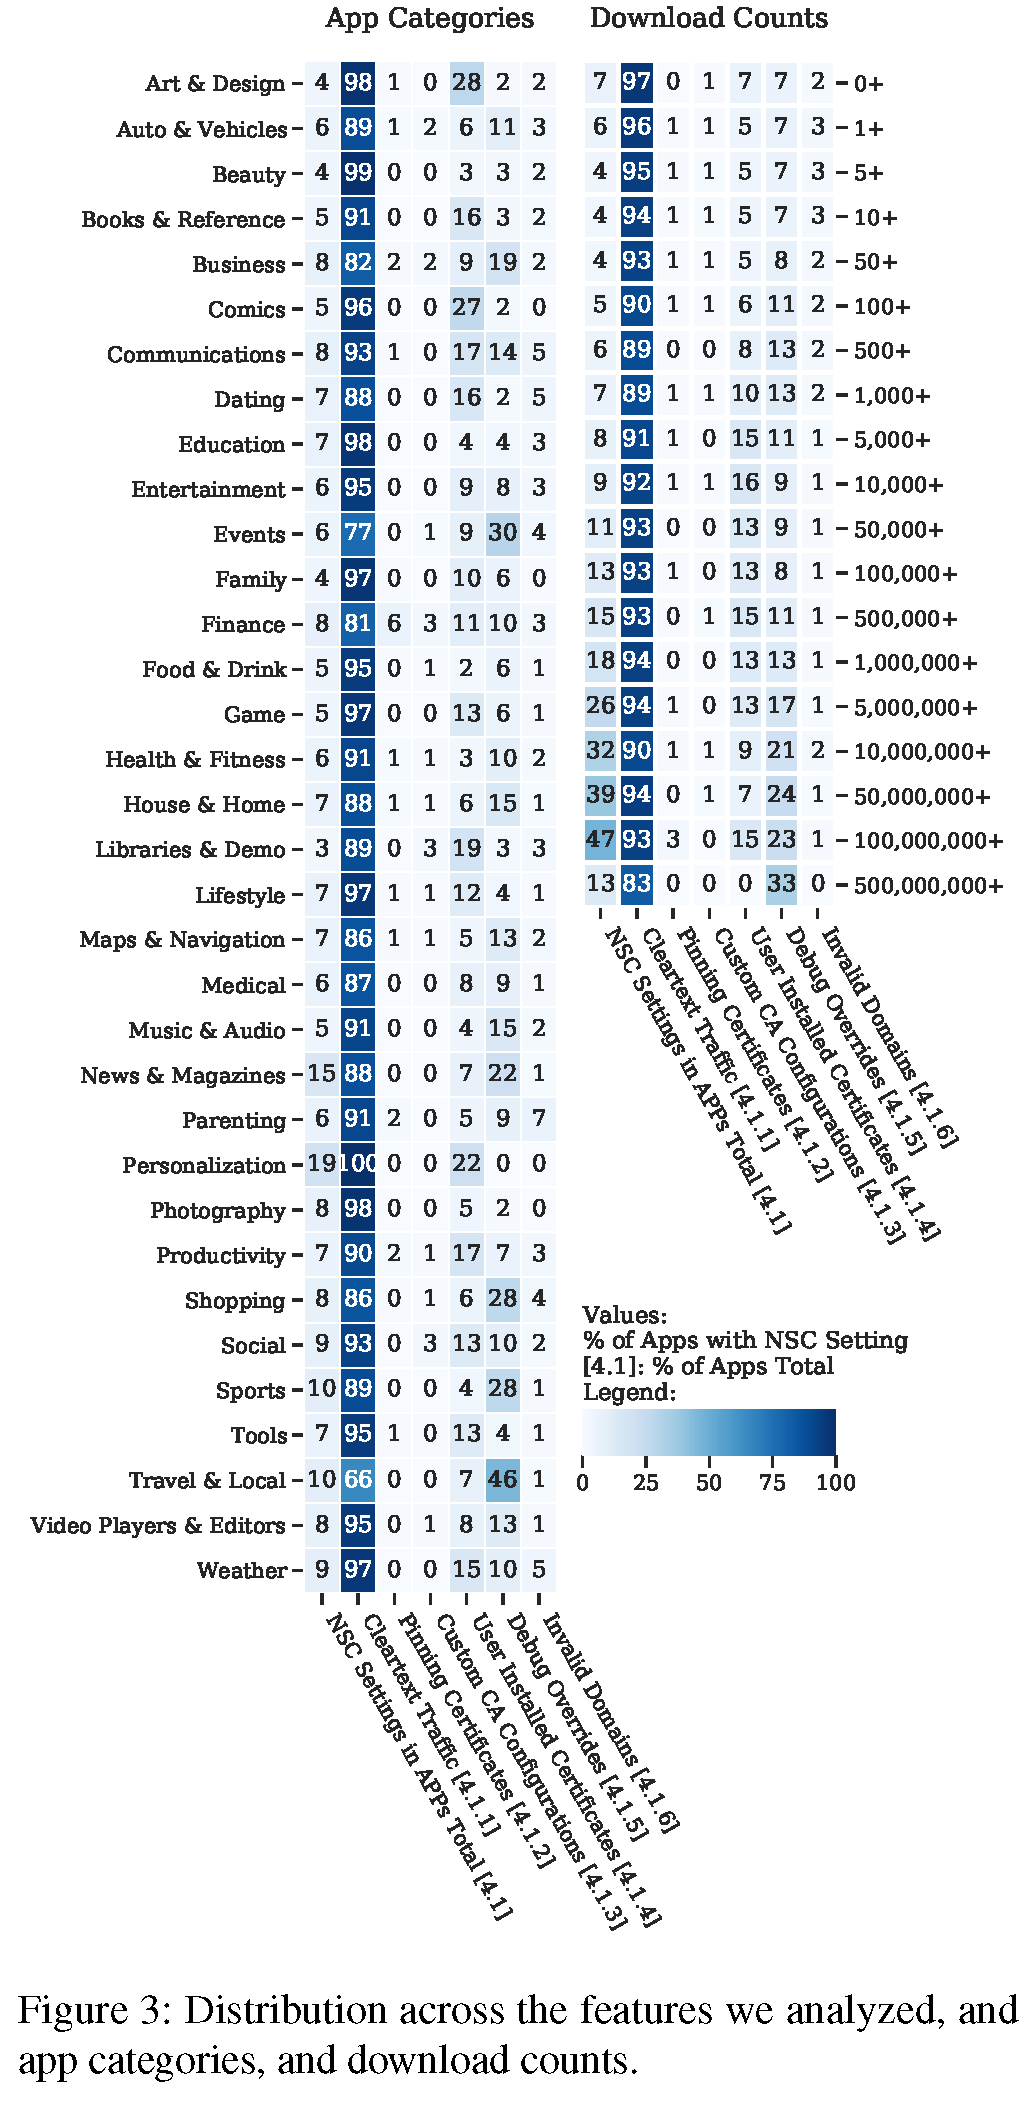 App Categories
Download Counts
Art & Design 4 98 1 0 28 2 2
Auto & Vehicles 6 89 1 2 6 11 3
Beauty 4 99 0 0 3 3 2
Books & Reference 5 91 0 0 16 3 2
Business 8 82 2 2 9 19 2
Comics 5 96 0 0 27 2 0
Communications 8 93 1 0 17 14 5
Dating 7 88 0 0 16 2 5
Education 7 98 0 0 4 4 3
Entertainment 6 95 0 0 9 8 3
Events 6 77 0 1 9 30 4
Family 4 97 0 0 10 6 0
Finance 8 81 6 3 11 10 3
Food & Drink 5 95 0 1 2 6 1
Game 5 97 0 0 13 6 1
Health & Fitness 6 91 1 1 3 10 2
House & Home 7 88 1 1 6 15 1
Libraries & Demo 3 89 0 3 19 3 3
Lifestyle 7 97 1 1 12 4 1
Maps & Navigation 7 86 1 1 5 13 2
Medical 6 87 0 0 8 9 1
Music & Audio 5 91 0 0 4 15 2
News & Magazines 15 88 0 0 7 22 1
Parenting 6 91 2 0 5 9 7
Personalization 19 100 0 0 22 0 0
Photography 8 98 0 0 5 2 0
Productivity 7 90 2 1 17 7 3
Shopping 8 86 0 1 6 28 4
Social 9 93 0 3 13 10 2
Sports 10 89 0 0 4 28 1
Tools 7 95 1 0 13 4 1
Travel & Local 10 66 0 0 7 46 1
Video Players & Editors 8 95 0 1 8 13 1
Weather 9 97 0 0 15 10 5
NSC Settings in APPs Total [4.1]
Cleartext Traffic [4.1.1]
Pinning Certificates [4.1.2]
Custom CA Configurations [4.1.3]
User Installed Certificates [4.1.4]
Debug Overrides [4.1.5]
Invalid Domains [4.1.6]
7 97 0 1 7 7 2 0+
6 96 1 1 5 7 3 1+
4 95 1 1 5 7 3 5+
4 94 1 1 5 7 3 10+
4 93 1 1 5 8 2 50+
5 90 1 1 6 11 2 100+
6 89 0 0 8 13 2 500+
7 89 1 1 10 13 2 1,000+
8 91 1 0 15 11 1 5,000+
9 92 1 1 16 9 1 10,000+
11 93 0 0 13 9 1 50,000+
13 93 1 0 13 8 1 100,000+
15 93 0 1 15 11 1 500,000+
18 94 0 0 13 13 1 1,000,000+
26 94 1 0 13 17 1 5,000,000+
32 90 1 1 9 21 2 10,000,000+
39 94 0 1 7 24 1 50,000,000+
47 93 3 0 15 23 1 100,000,000+
13 83 0 0 0 33 0 500,000,000+
NSC Settings in APPs Total [4.1]
Cleartext Traffic [4.1.1]
Pinning Certificates [4.1.2]
Custom CA Configurations [4.1.3]
User Installed Certificates [4.1.4]
Debug Overrides [4.1.5]
Invalid Domains [4.1.6]
Values:
% of Apps with NSC Setting
[4.1]: % of Apps Total
Legend:
0 25 50 75 100
Figure 3: Distribution across the features we analyzed, and
app categories, and download counts.